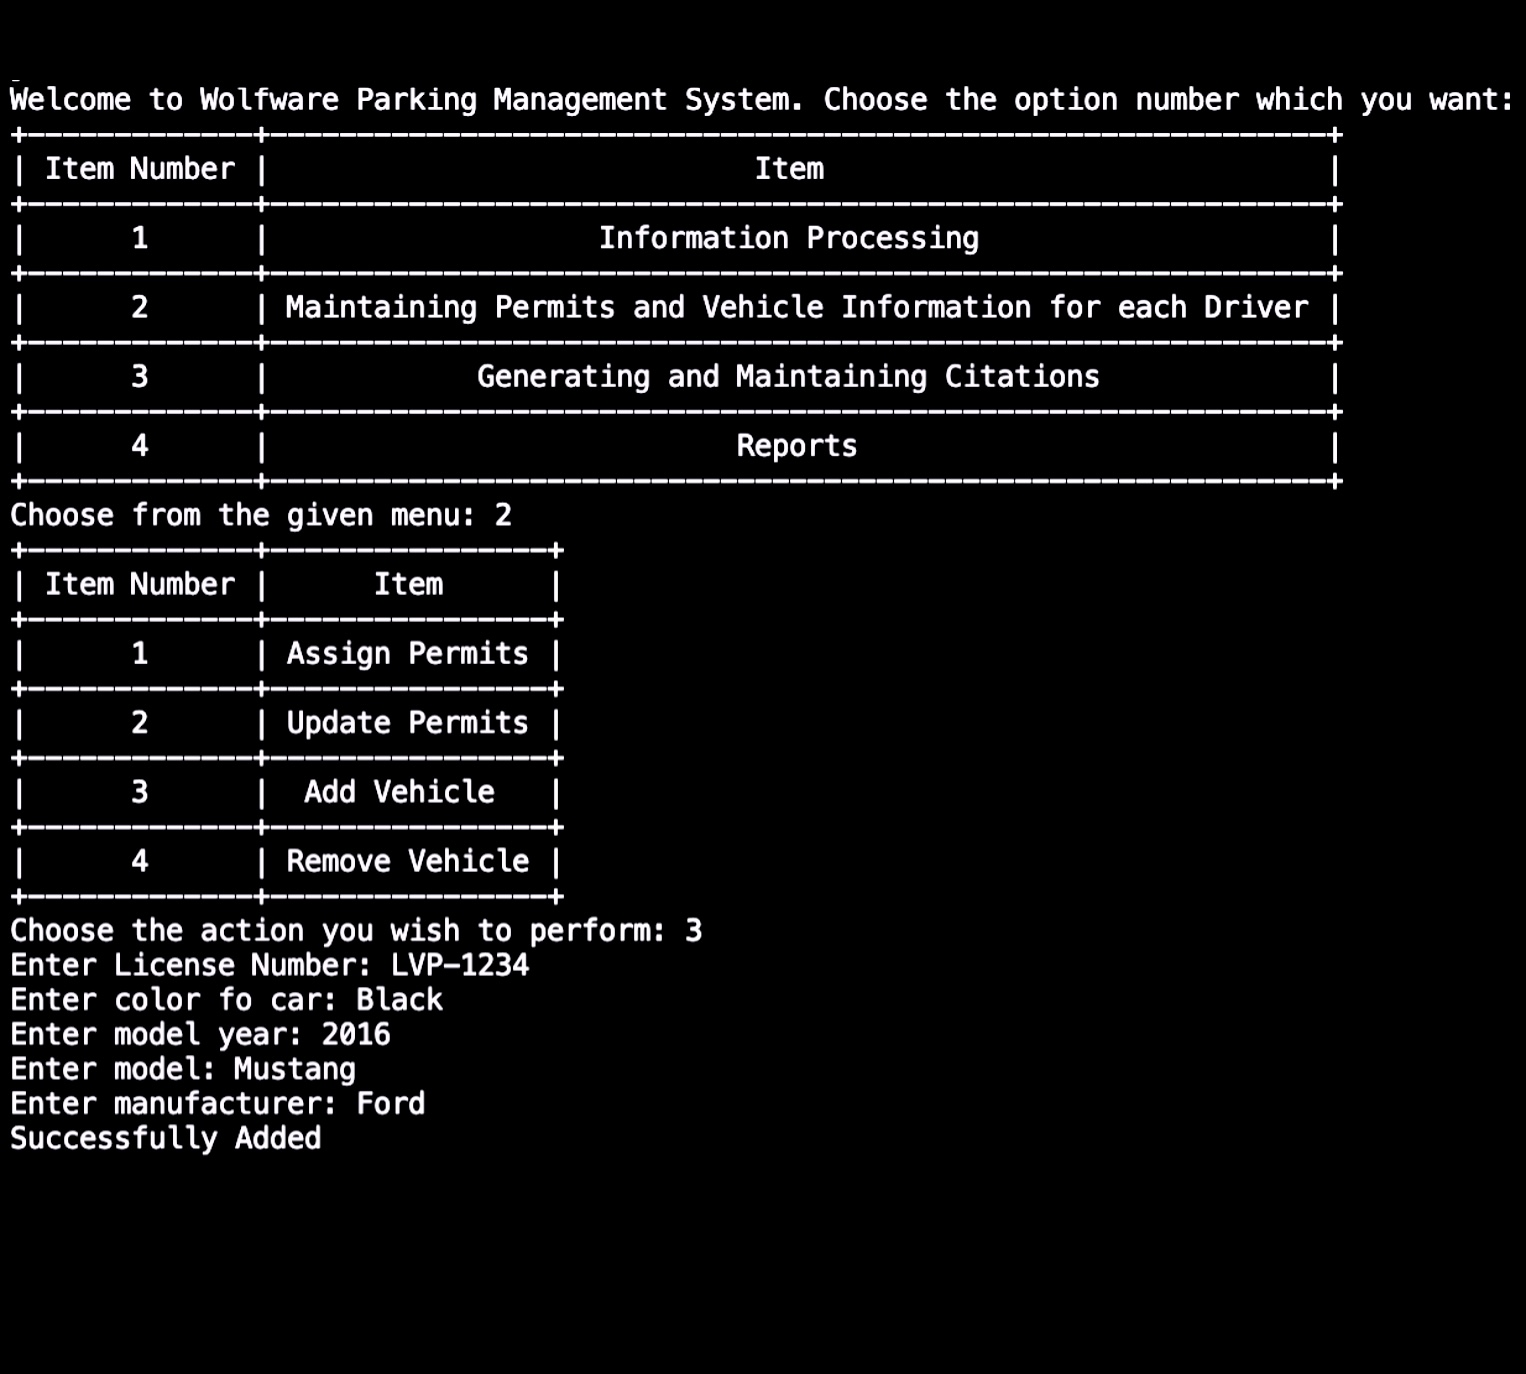 Welcome to Wolfware Parking Management System. Choose the option number which you want:
+-------------+-------------------------------------------------------------+
| Item Number |                            Item                             |
+-------------+-------------------------------------------------------------+
|      1      |                   Information Processing                    |
+-------------+-------------------------------------------------------------+
|      2      | Maintaining Permits and Vehicle Information for each Driver |
+-------------+-------------------------------------------------------------+
|      3      |            Generating and Maintaining Citations             |
+-------------+-------------------------------------------------------------+
|      4      |                           Reports                           |
+-------------+-------------------------------------------------------------+
Choose from the given menu: 2
+-------------+----------------+
| Item Number |      Item      |
+-------------+----------------+
|      1      | Assign Permits |
+-------------+----------------+
|      2      | Update Permits |
+-------------+----------------+
|      3      |  Add Vehicle   |
+-------------+----------------+
|      4      | Remove Vehicle |
+-------------+----------------+
Choose the action you wish to perform: 3
Enter License Number: LVP-1234
Enter color fo car: Black
Enter model year: 2016
Enter model: Mustang
Enter manufacturer: Ford
Successfully Added